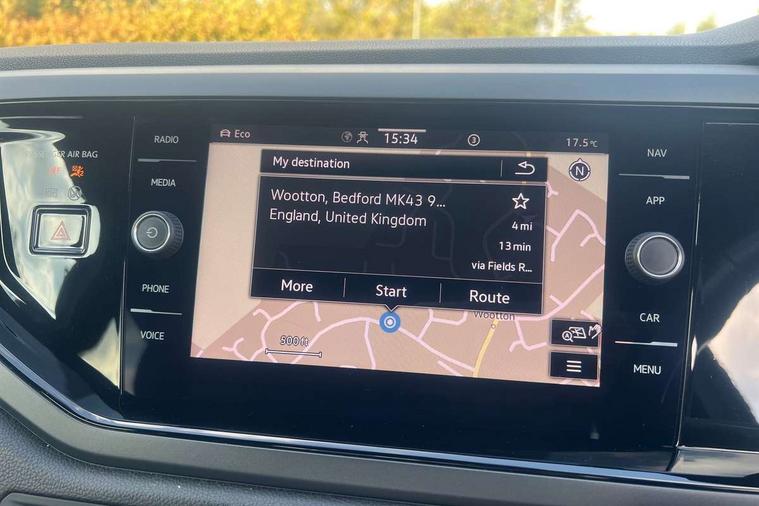 Eco
15:34
3
17.5°C
RADIO
MEDIA
PHONE
VOICE
NAV
APP
CAR
MENU
AIR BAG
My destination
N
Wootton, Bedford MK43 9...
England, United Kingdom
4 mi
13 min
via Fields R...
More
Start
Route
Wootton
500 ft